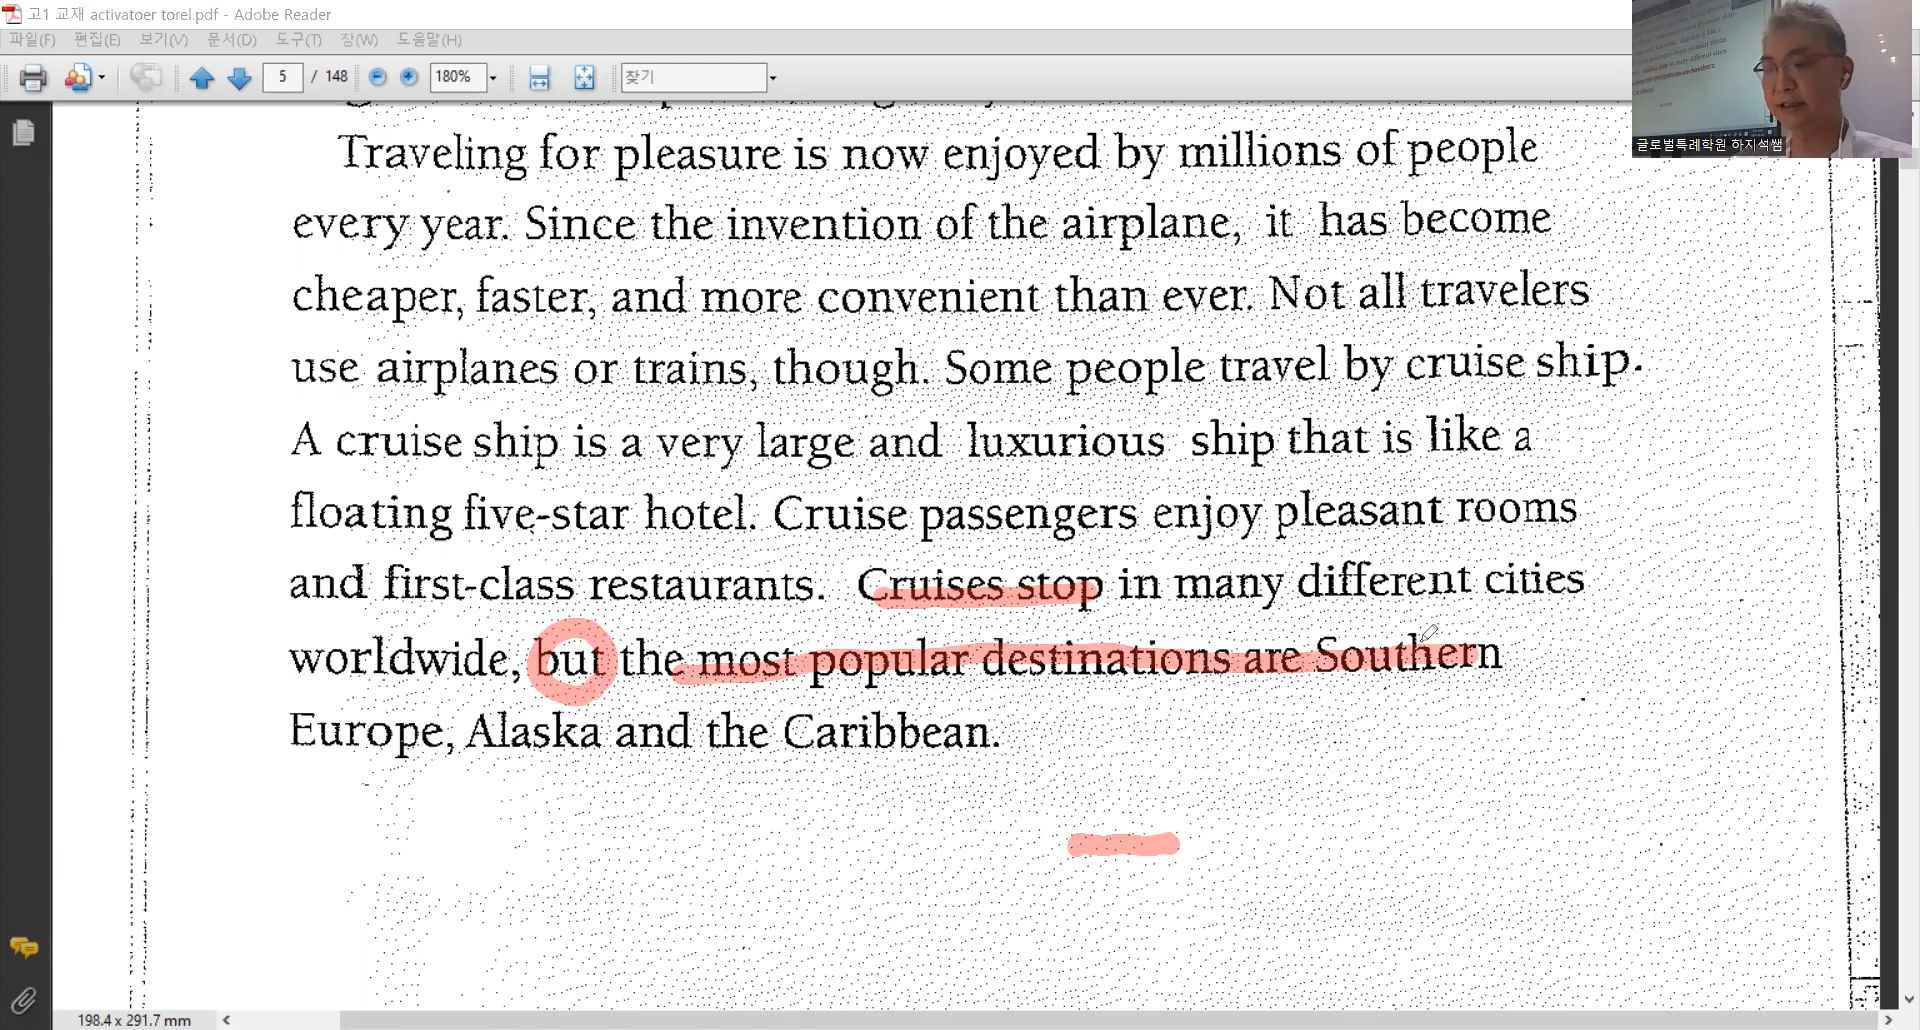 고1 교재 activatoer torel.pdf - Adobe Reader
파일(F) 편집(E) 보기(V) 문서(D) 도구(T) 창(W) 도움말(H)
5 / 148 180% 찾기
글로벌특례학원 하지석쌤
Traveling for pleasure is now enjoyed by millions of people
every year. Since the invention of the airplane, it has become
cheaper, faster, and more convenient than ever. Not all travelers
use airplanes or trains, though. Some people travel by cruise ship.
A cruise ship is a very large and luxurious ship that is like a
floating five-star hotel. Cruise passengers enjoy pleasant rooms
and first-class restaurants. Cruises stop in many different cities
worldwide, but the most popular destinations are Southern
Europe, Alaska and the Caribbean.
198.4 x 291.7 mm